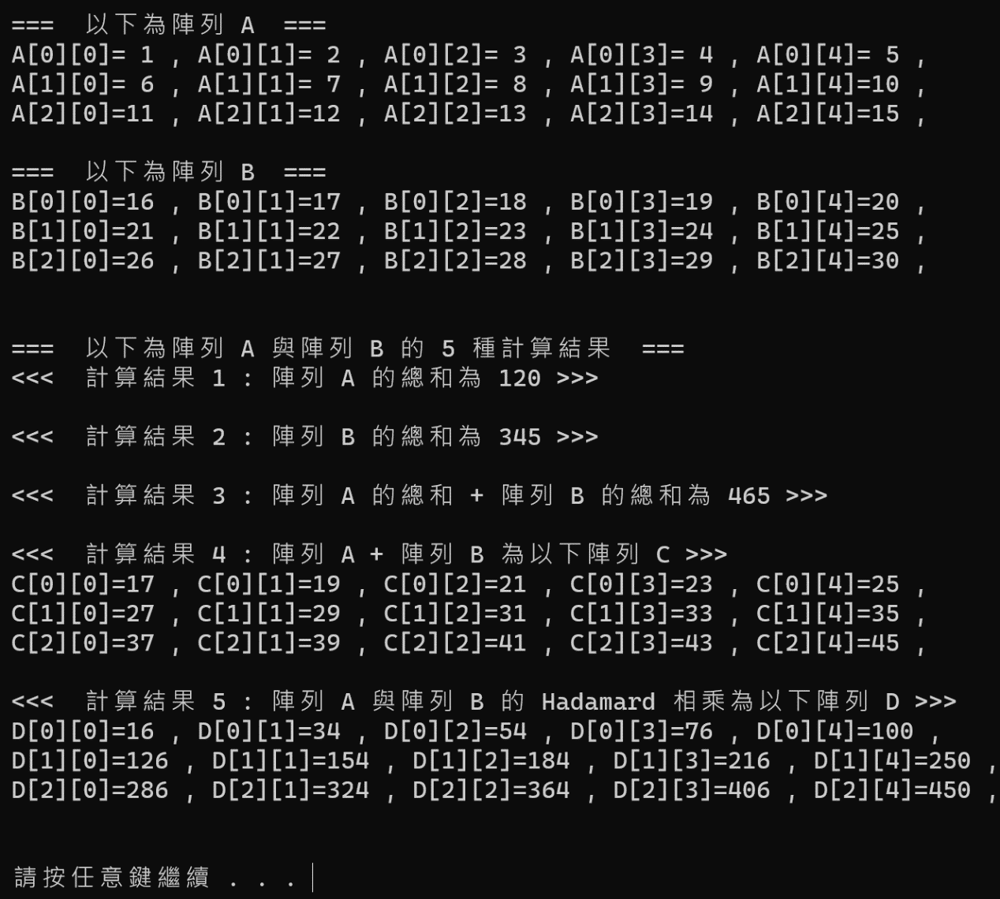 ===  以下為陣列 A  ===
A[0][0]= 1 , A[0][1]= 2 , A[0][2]= 3 , A[0][3]= 4 , A[0][4]= 5 ,
A[1][0]= 6 , A[1][1]= 7 , A[1][2]= 8 , A[1][3]= 9 , A[1][4]=10 ,
A[2][0]=11 , A[2][1]=12 , A[2][2]=13 , A[2][3]=14 , A[2][4]=15 ,
===  以下為陣列 B  ===
B[0][0]=16 , B[0][1]=17 , B[0][2]=18 , B[0][3]=19 , B[0][4]=20 ,
B[1][0]=21 , B[1][1]=22 , B[1][2]=23 , B[1][3]=24 , B[1][4]=25 ,
B[2][0]=26 , B[2][1]=27 , B[2][2]=28 , B[2][3]=29 , B[2][4]=30 ,
===  以下為陣列 A 與陣列 B 的 5 種計算結果  ===
<<<  計算結果 1 : 陣列 A 的總和為 120 >>>
<<<  計算結果 2 : 陣列 B 的總和為 345 >>>
<<<  計算結果 3 : 陣列 A 的總和 + 陣列 B 的總和為 465 >>>
<<<  計算結果 4 : 陣列 A + 陣列 B 為以下陣列 C >>>
C[0][0]=17 , C[0][1]=19 , C[0][2]=21 , C[0][3]=23 , C[0][4]=25 ,
C[1][0]=27 , C[1][1]=29 , C[1][2]=31 , C[1][3]=33 , C[1][4]=35 ,
C[2][0]=37 , C[2][1]=39 , C[2][2]=41 , C[2][3]=43 , C[2][4]=45 ,
<<<  計算結果 5 : 陣列 A 與陣列 B 的 Hadamard 相乘為以下陣列 D >>>
D[0][0]=16 , D[0][1]=34 , D[0][2]=54 , D[0][3]=76 , D[0][4]=100 ,
D[1][0]=126 , D[1][1]=154 , D[1][2]=184 , D[1][3]=216 , D[1][4]=250 ,
D[2][0]=286 , D[2][1]=324 , D[2][2]=364 , D[2][3]=406 , D[2][4]=450 ,
請按任意鍵繼續 . . .